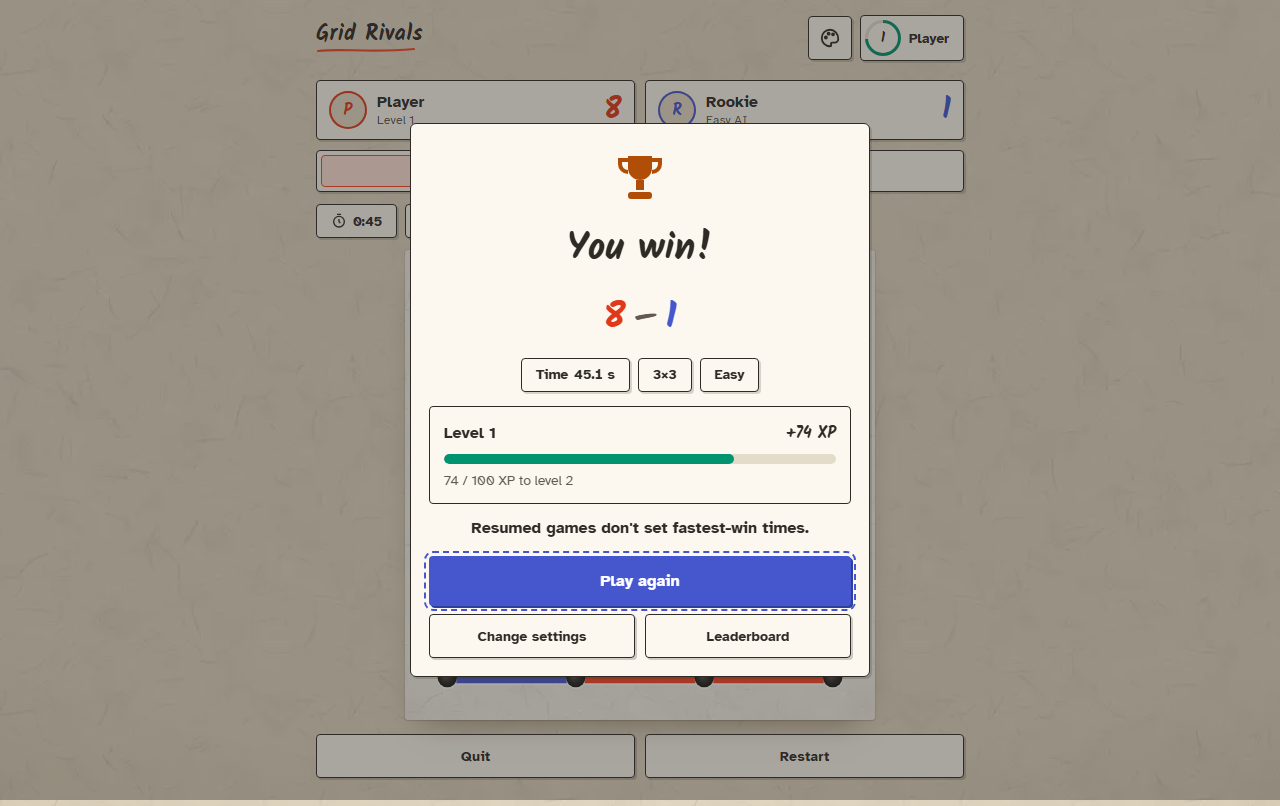 Grid Rivals
1 Player
P Player 8
Level 1
R Rookie 1
Easy AI
0:45
You win!
8 – 1
Time 45.1 s
3×3
Easy
Level 1 +74 XP
74 / 100 XP to level 2
Resumed games don't set fastest-win times.
Play again
Change settings
Leaderboard
Quit
Restart